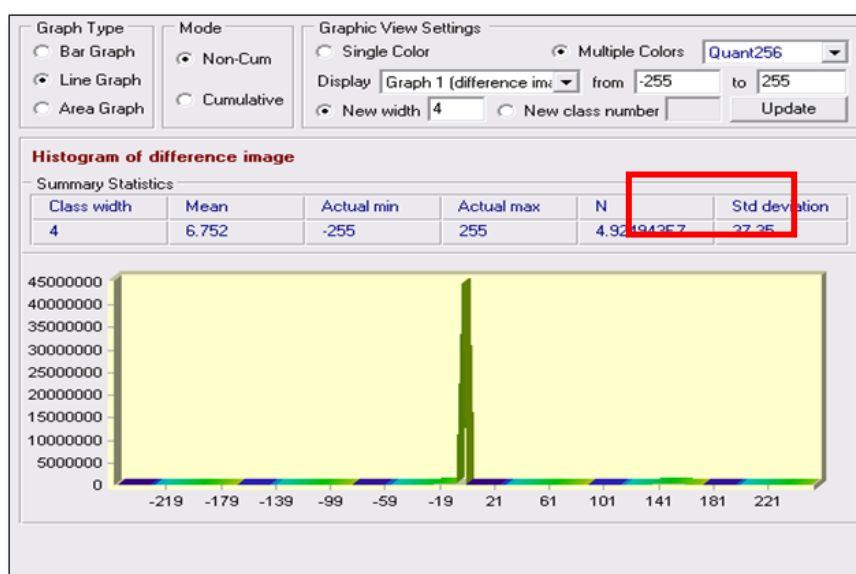 Graph Type
Bar Graph
Line Graph
Area Graph
Mode
Non-Cum
Cumulative
Graphic View Settings
Single Color Multiple Colors Quant256
Display Graph 1 (difference ima from -255 to 255
New width 4 New class number Update
Histogram of difference image
Summary Statistics
Class width Mean Actual min Actual max N Std deviation
4 6.752 -255 255 4.924943E7 37.35
45000000
40000000
35000000
30000000
25000000
20000000
15000000
10000000
5000000
0
-219 -179 -139 -99 -59 -19 21 61 101 141 181 221